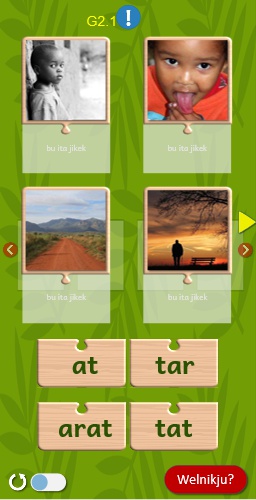 G2.1 !
bu ita jikek
bu ita jikek
bu ita jikek
bu ita jikek
at
tar
arat
tat
Welnikju?